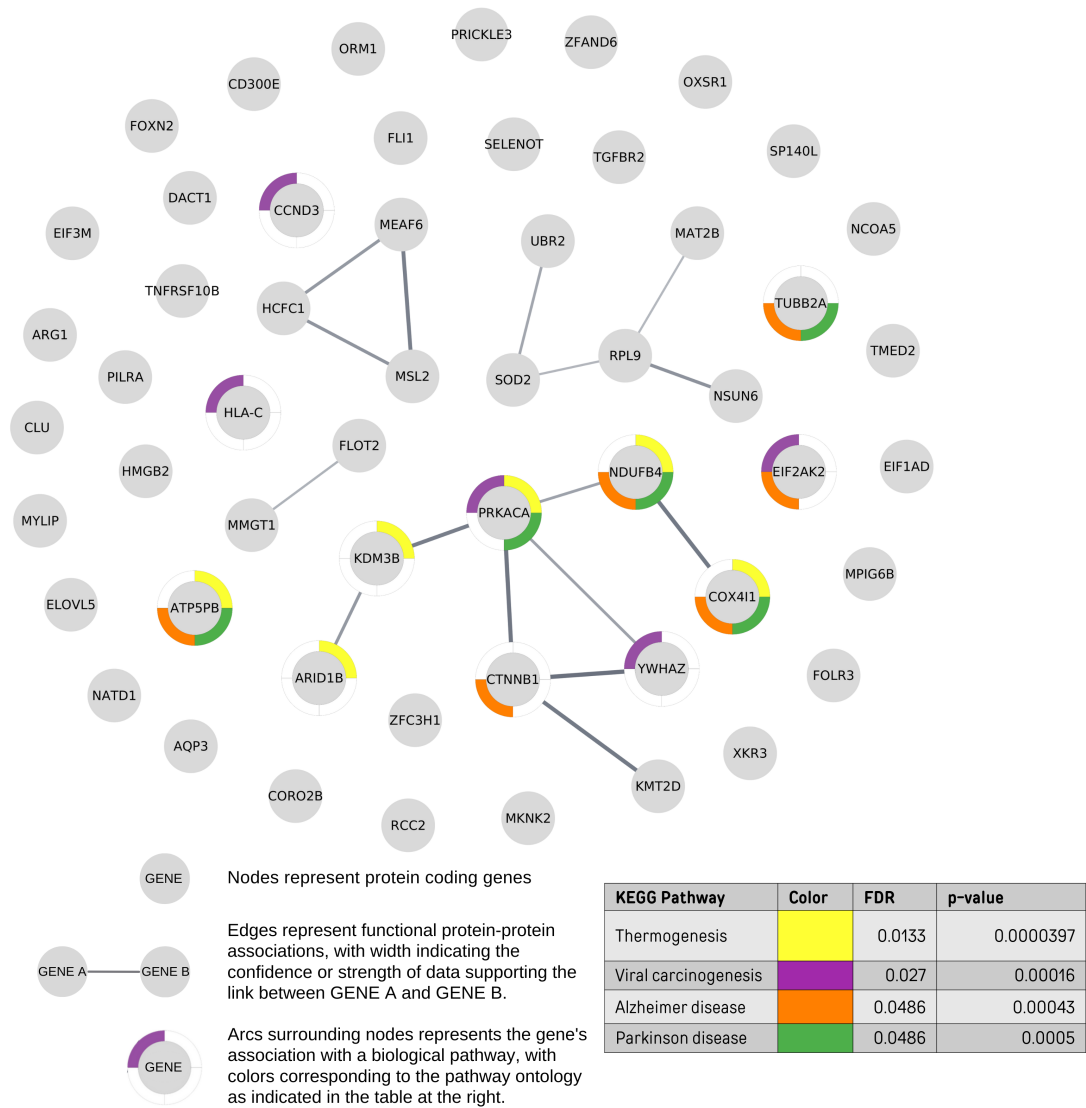 PRICKLE3
ORM1
ZFAND6
CD300E
OXSR1
FOXN2
FLI1
SELENOT
TGFBR2
SP140L
DACT1
CCND3
MEAF6
EIF3M
UBR2
MAT2B
NCOA5
TNFRSF10B
HCFC1
TUBB2A
ARG1
TMED2
RPL9
PILRA
MSL2
SOD2
NSUN6
HLA-C
CLU
FLOT2
HMGB2
NDUFB4
EIF2AK2
EIF1AD
MYLIP
MMGT1
PRKACA
KDM3B
MPIG6B
ELOVL5
ATP5PB
COX4I1
ARID1B
CTNNB1
YWHAZ
FOLR3
NATD1
ZFC3H1
AQP3
XKR3
KMT2D
CORO2B
RCC2
MKNK2
GENE
Nodes represent protein coding genes
GENE A
GENE B
Edges represent functional protein-protein
associations, with width indicating the
confidence or strength of data supporting the
link between GENE A and GENE B.
GENE
Arcs surrounding nodes represents the gene's
association with a biological pathway, with
colors corresponding to the pathway ontology
as indicated in the table at the right.
KEGG Pathway Color FDR p-value
Thermogenesis 0.0133 0.0000397
Viral carcinogenesis 0.027 0.00016
Alzheimer disease 0.0486 0.00043
Parkinson disease 0.0486 0.0005